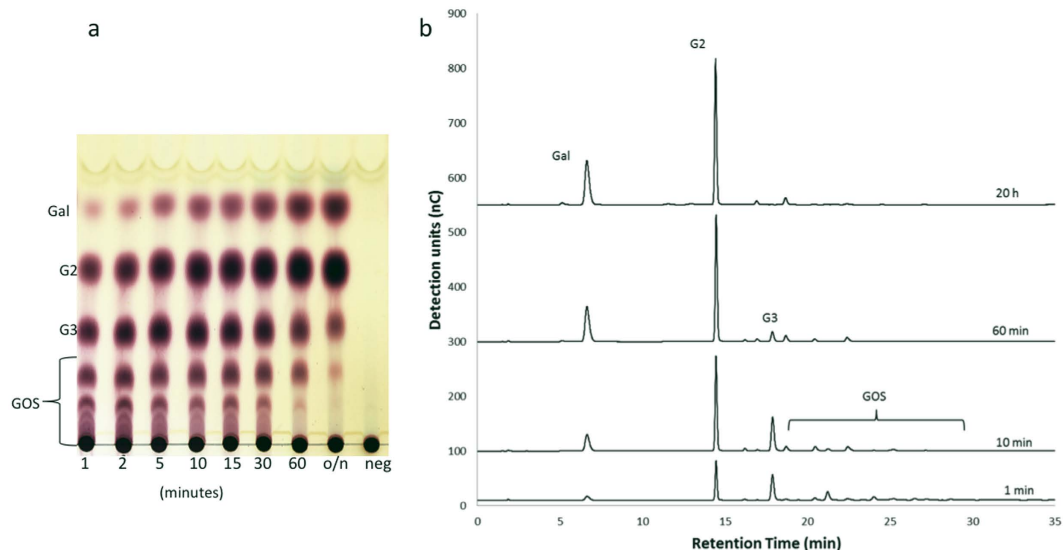 a
Gal
G2
G3
GOS
1 2 5 10 15 30 60 o/n neg
(minutes)
b
900
800
700
600
500
400
300
200
100
0
Detection units (nC)
G2
Gal
20 h
G3
60 min
GOS
10 min
1 min
0 5 10 15 20 25 30 35
Retention Time (min)